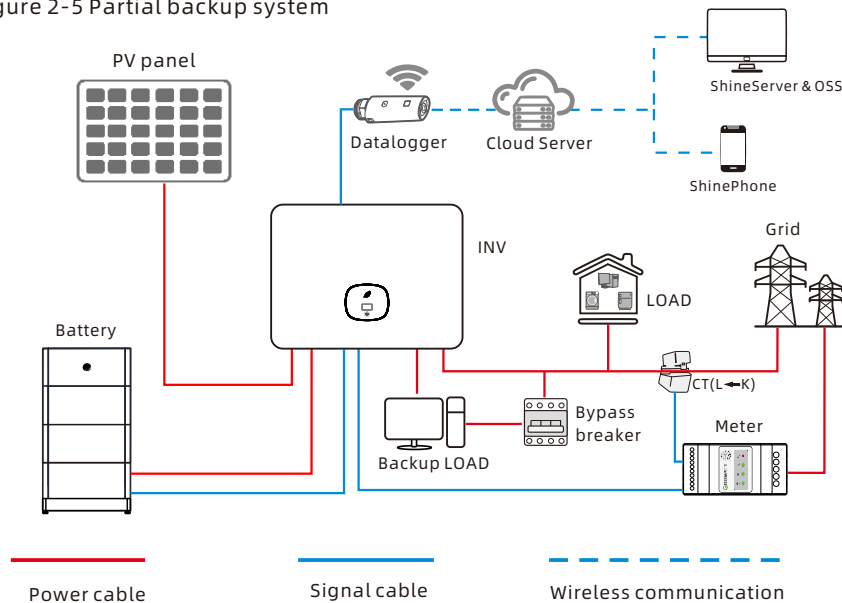 gure 2-5 Partial backup system
PV panel
ShineServer & OSS
Datalogger
Cloud Server
ShinePhone
Grid
INV
LOAD
Battery
CT(L←K)
Bypass
breaker
Meter
Backup LOAD
Power cable
Signal cable
Wireless communication